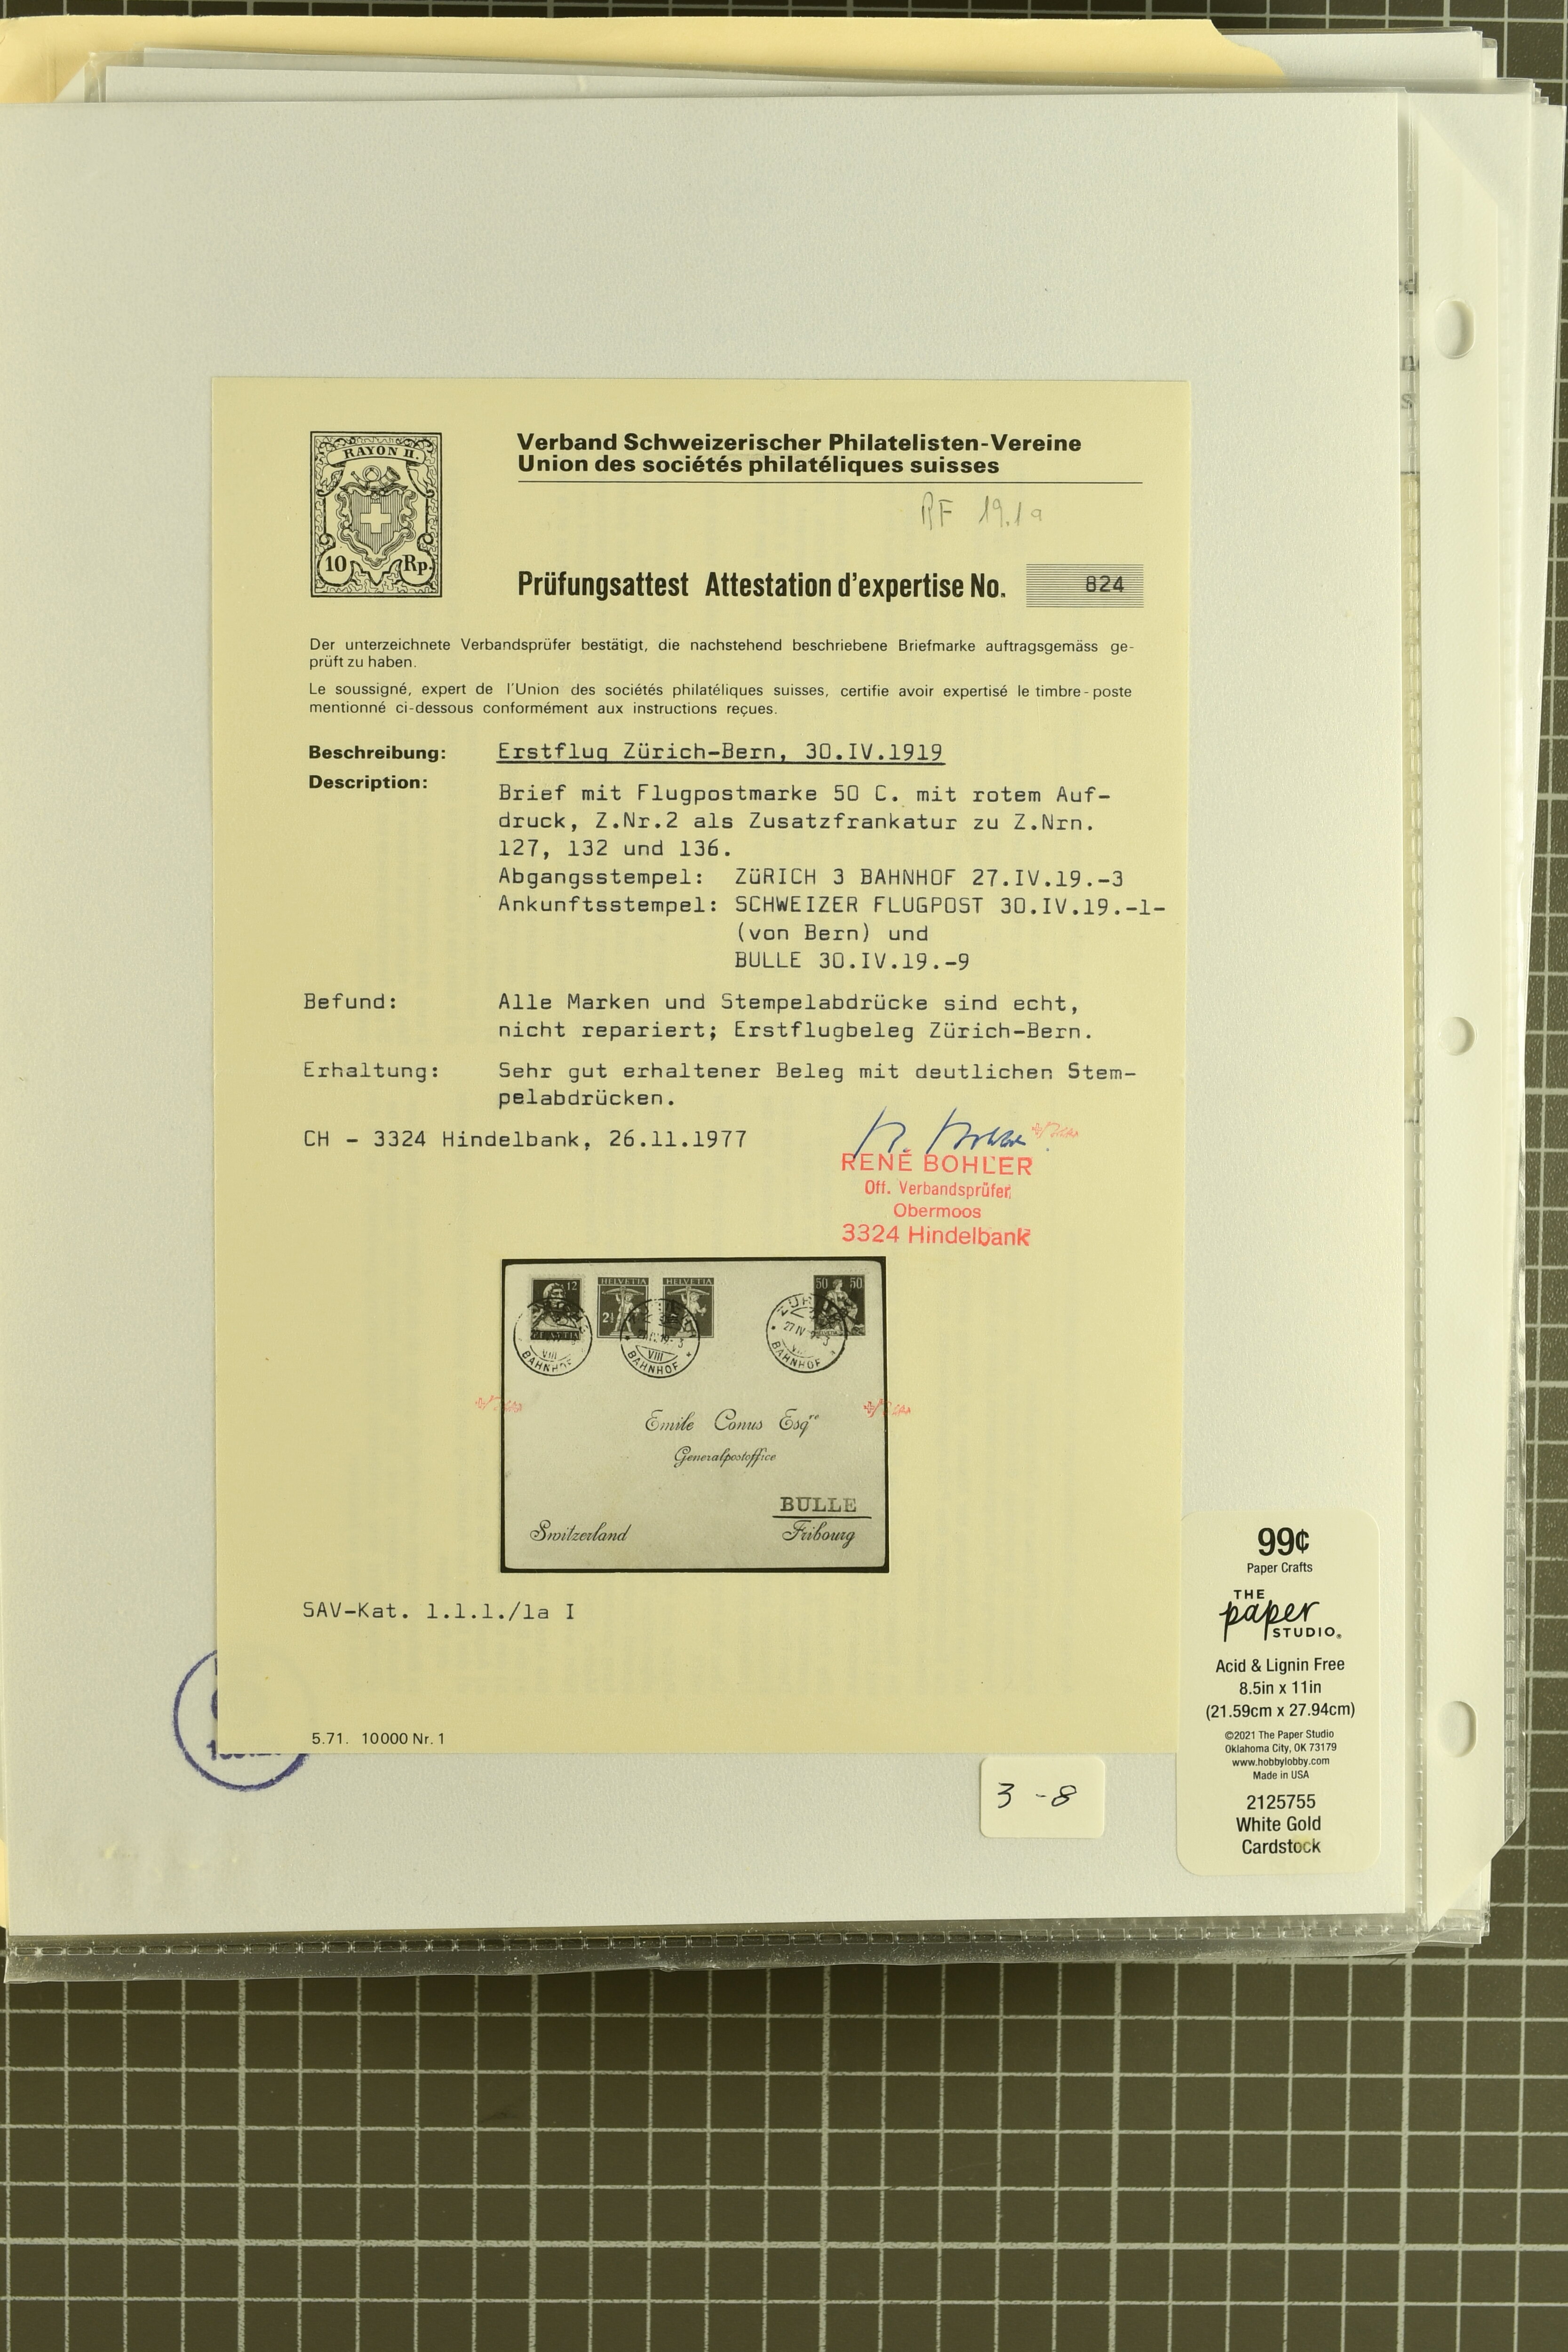 RAYON II.
10 Rp.
Verband Schweizerischer Philatelisten-Vereine
Union des sociétés philatéliques suisses
RF 19.1a
Prüfungsattest Attestation d'expertise No. 824
Der unterzeichnete Verbandsprüfer bestätigt, die nachstehend beschriebene Briefmarke auftragsgemäss ge-
prüft zu haben.
Le soussigné, expert de l'Union des sociétés philatéliques suisses, certifie avoir expertisé le timbre-poste
mentionné ci-dessous conformément aux instructions reçues.
Beschreibung: Erstflug Zürich-Bern, 30.IV.1919
Description:
Brief mit Flugpostmarke 50 C. mit rotem Auf-
druck, Z.Nr.2 als Zusatzfrankatur zu Z.Nrn.
127, 132 und 136.
Abgangsstempel: ZüRICH 3 BAHNHOF 27.IV.19.-3
Ankunftsstempel: SCHWEIZER FLUGPOST 30.IV.19.-1-
(von Bern) und
BULLE 30.IV.19.-9
Befund: Alle Marken und Stempelabdrücke sind echt,
nicht repariert; Erstflugbeleg Zürich-Bern.
Erhaltung: Sehr gut erhaltener Beleg mit deutlichen Stem-
pelabdrücken.
CH - 3324 Hindelbank, 26.11.1977
RENÉ BOHLER
Off. Verbandsprüfer
Obermoos
3324 Hindelbank
12 HELVETIA HELVETIA 50 50
BAHNHOF VIII BAHNHOF BAHNHOF
Emile Conus Esqre
Generalpostoffice
BULLE
Switzerland Fribourg
SAV-Kat. 1.1.1./1a I
5.71. 10000 Nr. 1
3-8
99¢
Paper Crafts
THE
paper
STUDIO®
Acid & Lignin Free
8.5in x 11in
(21.59cm x 27.94cm)
©2021 The Paper Studio
Oklahoma City, OK 73179
www.hobbylobby.com
Made in USA
2125755
White Gold
Cardstock